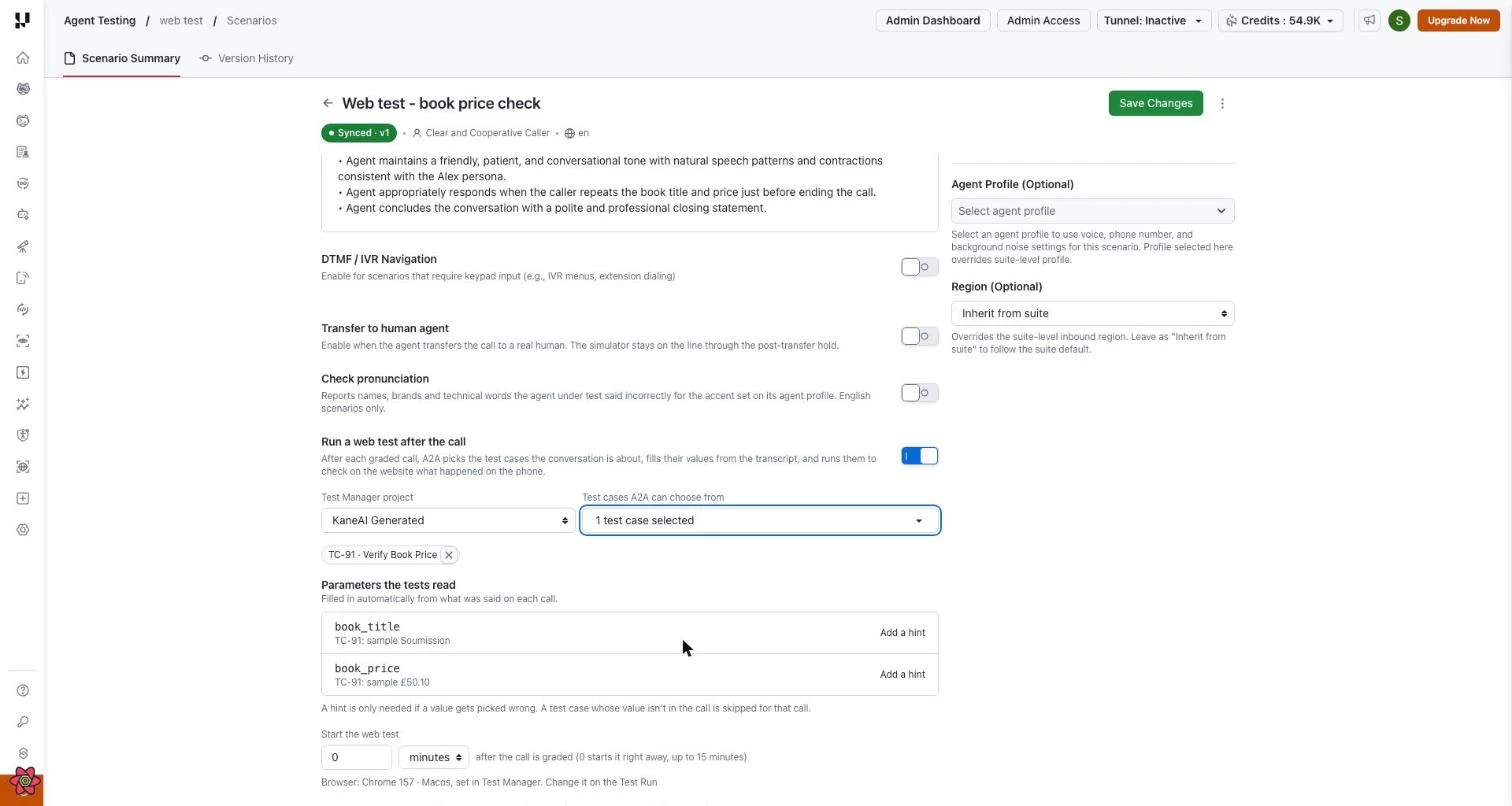 Agent Testing / web test / Scenarios
Admin Dashboard
Admin Access
Tunnel: Inactive
Credits : 54.9K
S
Upgrade Now
Scenario Summary
Version History
Web test - book price check
Save Changes
Synced · v1 • Clear and Cooperative Caller • en
• Agent maintains a friendly, patient, and conversational tone with natural speech patterns and contractions
consistent with the Alex persona.
• Agent appropriately responds when the caller repeats the book title and price just before ending the call.
• Agent concludes the conversation with a polite and professional closing statement.
DTMF / IVR Navigation
Enable for scenarios that require keypad input (e.g., IVR menus, extension dialing)
Transfer to human agent
Enable when the agent transfers the call to a real human. The simulator stays on the line through the post-transfer hold.
Check pronunciation
Reports names, brands and technical words the agent under test said incorrectly for the accent set on its agent profile. English
scenarios only.
Run a web test after the call
After each graded call, A2A picks the test cases the conversation is about, fills their values from the transcript, and runs them to
check on the website what happened on the phone.
Test Manager project
Test cases A2A can choose from
KaneAI Generated
1 test case selected
TC-91 · Verify Book Price
Parameters the tests read
Filled in automatically from what was said on each call.
book_title
TC-91: sample Soumission
Add a hint
book_price
TC-91: sample £50.10
Add a hint
A hint is only needed if a value gets picked wrong. A test case whose value isn't in the call is skipped for that call.
Start the web test
0
minutes
after the call is graded (0 starts it right away, up to 15 minutes)
Browser: Chrome 157 · Macos, set in Test Manager. Change it on the Test Run
Agent Profile (Optional)
Select agent profile
Select an agent profile to use voice, phone number, and
background noise settings for this scenario. Profile selected here
overrides suite-level profile.
Region (Optional)
Inherit from suite
Overrides the suite-level inbound region. Leave as "Inherit from
suite" to follow the suite default.